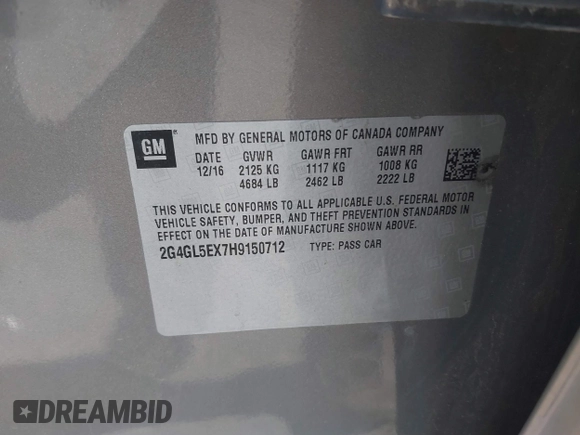 GM
MFD BY GENERAL MOTORS OF CANADA COMPANY
DATE GVWR GAWR FRT GAWR RR
12/16 2125 KG 1117 KG 1008 KG
4684 LB 2462 LB 2222 LB
THIS VEHICLE CONFORMS TO ALL APPLICABLE U.S. FEDERAL MOTOR
VEHICLE SAFETY, BUMPER, AND THEFT PREVENTION STANDARDS IN
EFFECT ON THE DATE OF MANUFACTURE SHOWN ABOVE.
2G4GL5EX7H9150712 TYPE: PASS CAR
DREAMBID